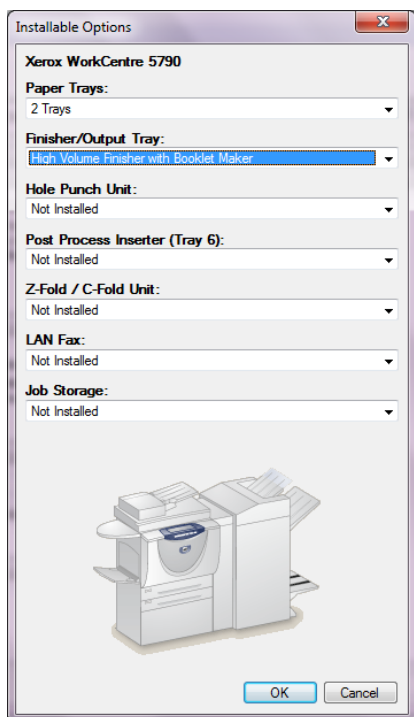 Installable Options
Xerox WorkCentre 5790
Paper Trays:
2 Trays
Finisher/Output Tray:
High Volume Finisher with Booklet Maker
Hole Punch Unit:
Not Installed
Post Process Inserter (Tray 6):
Not Installed
Z-Fold / C-Fold Unit:
Not Installed
LAN Fax:
Not Installed
Job Storage:
Not Installed
OK Cancel